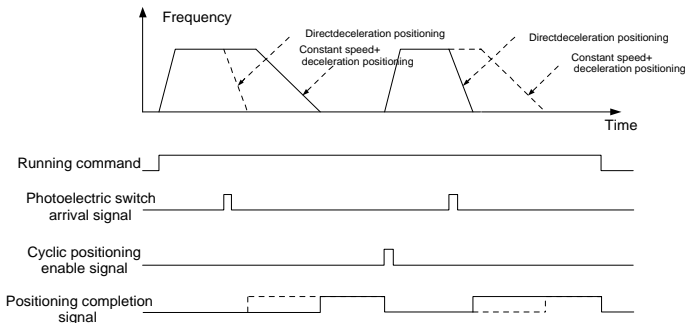 Frequency
Directdeceleration positioning
Constant speed+
deceleration positioning
Directdeceleration positioning
Constant speed+
deceleration positioning
Time
Running command
Photoelectric switch
arrival signal
Cyclic positioning
enable signal
Positioning completion
signal